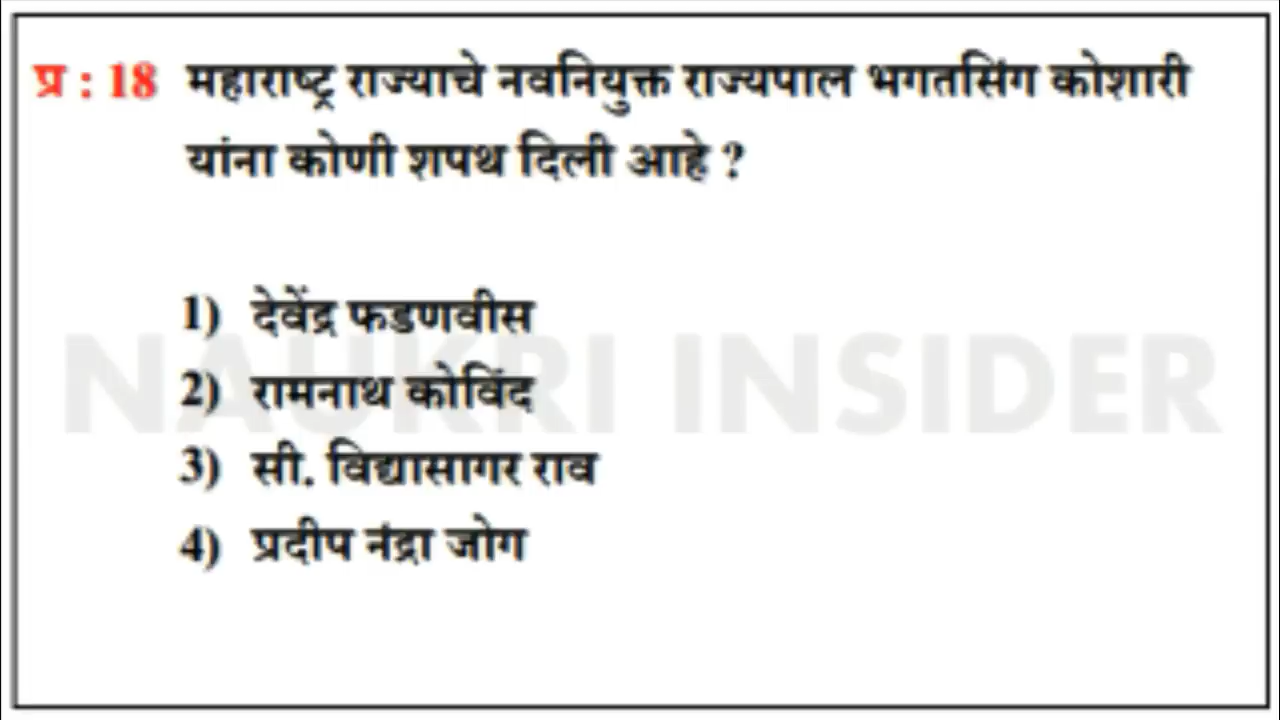 प्र : 18 महाराष्ट्र राज्याचे नवनियुक्त राज्यपाल भगतसिंग कोशारी
यांना कोणी शपथ दिली आहे ?
1) देवेंद्र फडणवीस
2) रामनाथ कोविंद
NAUKRI INSIDER
3) सी. विद्यासागर राव
4) प्रदीप नंद्रा जोग